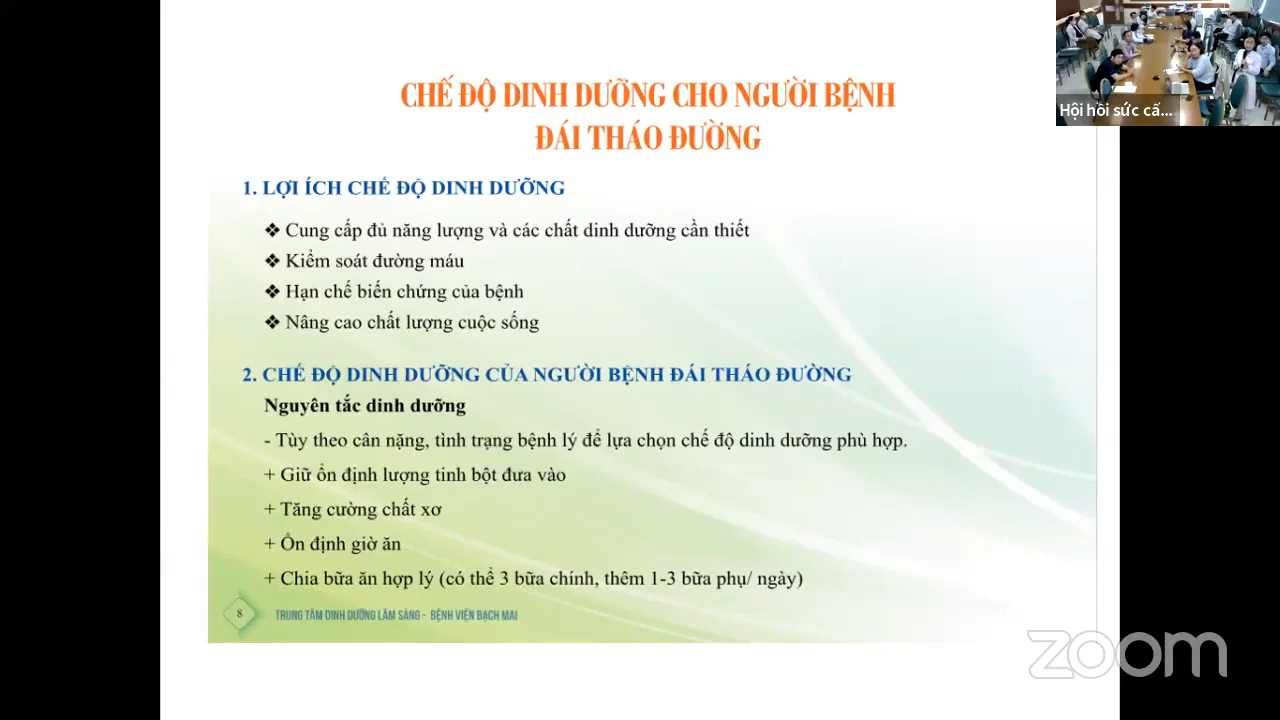 Hội hồi sức cấ...
CHẾ ĐỘ DINH DƯỠNG CHO NGƯỜI BỆNH
ĐÁI THÁO ĐƯỜNG
1. LỢI ÍCH CHẾ ĐỘ DINH DƯỠNG
❖ Cung cấp đủ năng lượng và các chất dinh dưỡng cần thiết
❖ Kiểm soát đường máu
❖ Hạn chế biến chứng của bệnh
❖ Nâng cao chất lượng cuộc sống
2. CHẾ ĐỘ DINH DƯỠNG CỦA NGƯỜI BỆNH ĐÁI THÁO ĐƯỜNG
Nguyên tắc dinh dưỡng
- Tùy theo cân nặng, tình trạng bệnh lý để lựa chọn chế độ dinh dưỡng phù hợp.
+ Giữ ổn định lượng tinh bột đưa vào
+ Tăng cường chất xơ
+ Ổn định giờ ăn
+ Chia bữa ăn hợp lý (có thể 3 bữa chính, thêm 1-3 bữa phụ/ ngày)
8 TRUNG TÂM DINH DƯỠNG LÂM SÀNG - BỆNH VIỆN BẠCH MAI
zoom